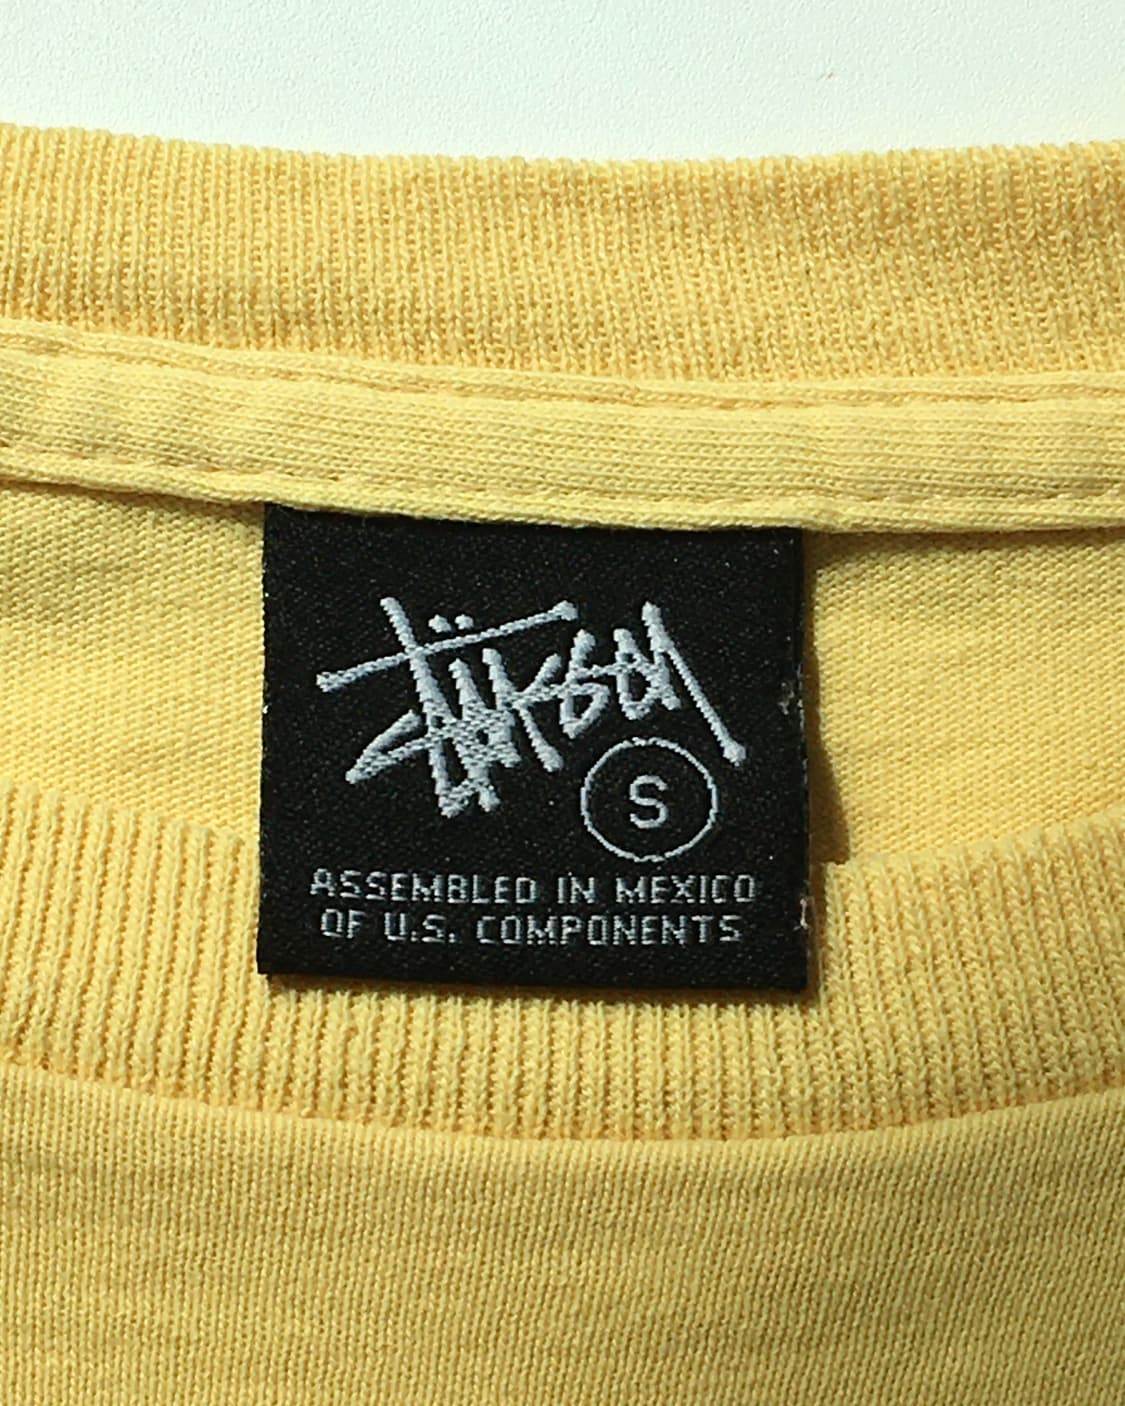 Stüssy
S
ASSEMBLED IN MEXICO
OF U.S. COMPONENTS